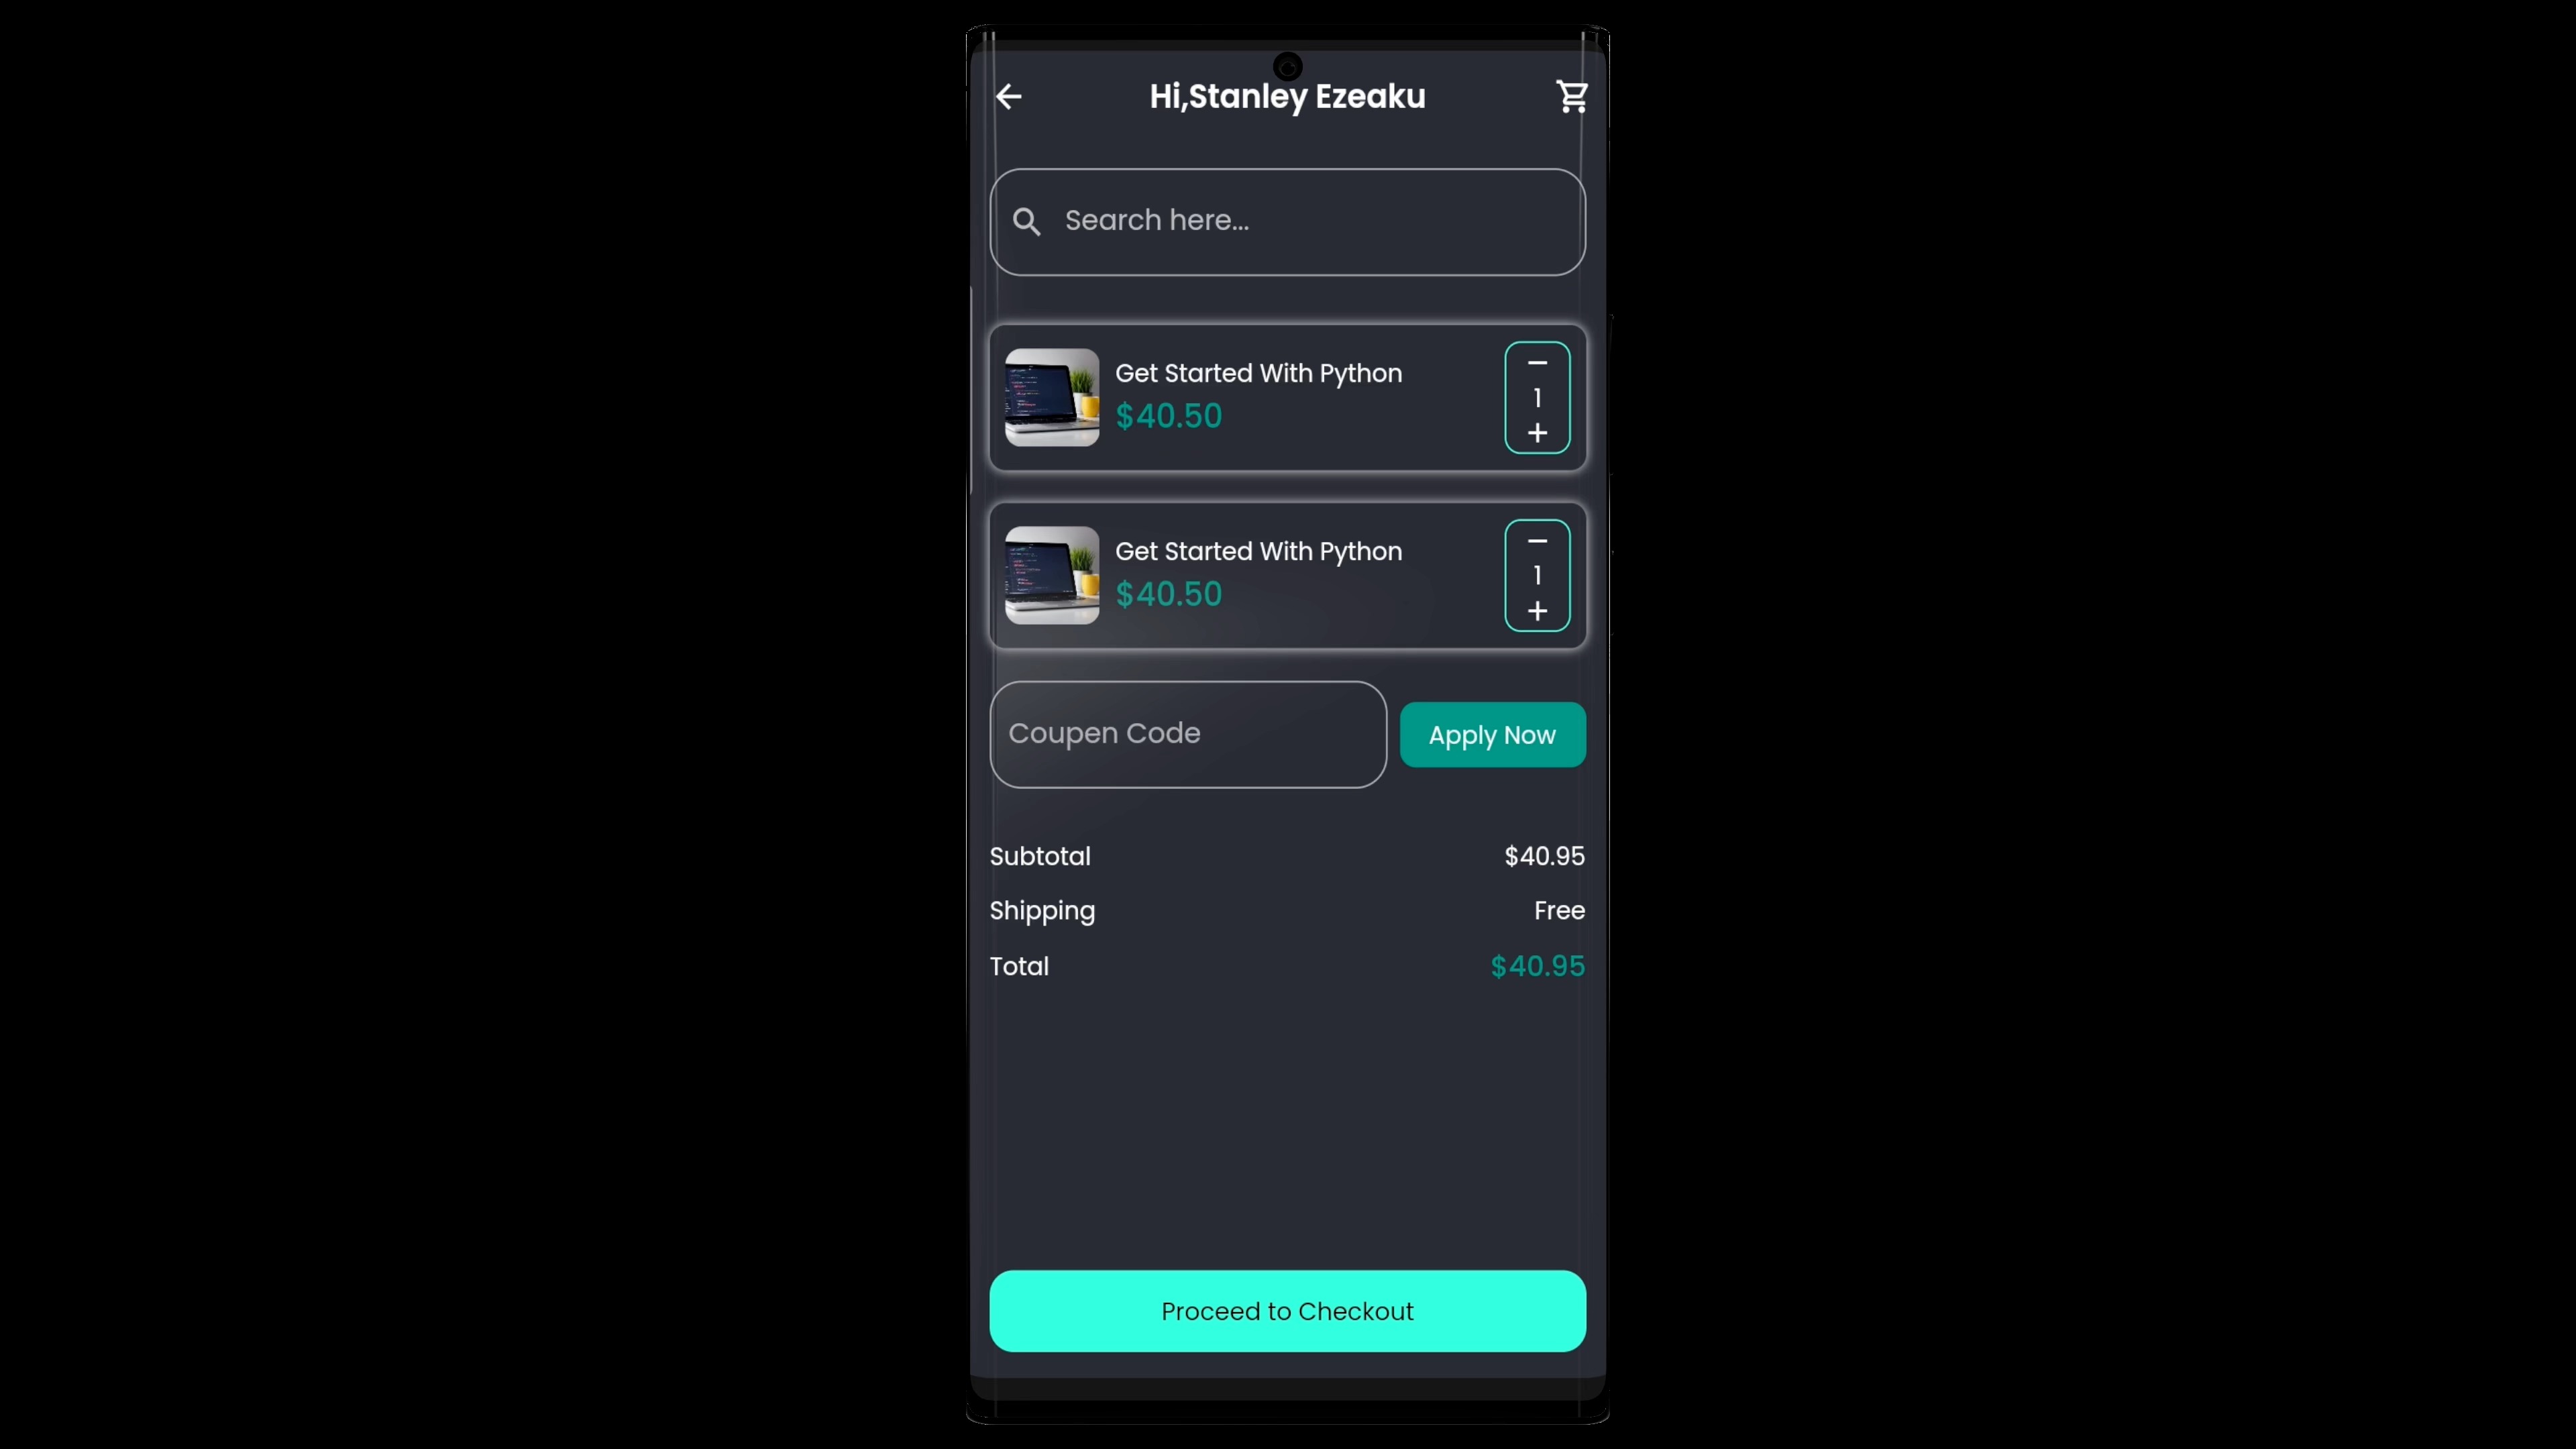 Hi,Stanley Ezeaku
Search here...
Get Started With Python
$40.50
1
Get Started With Python
$40.50
1
Coupen Code
Apply Now
Subtotal $40.95
Shipping Free
Total $40.95
Proceed to Checkout